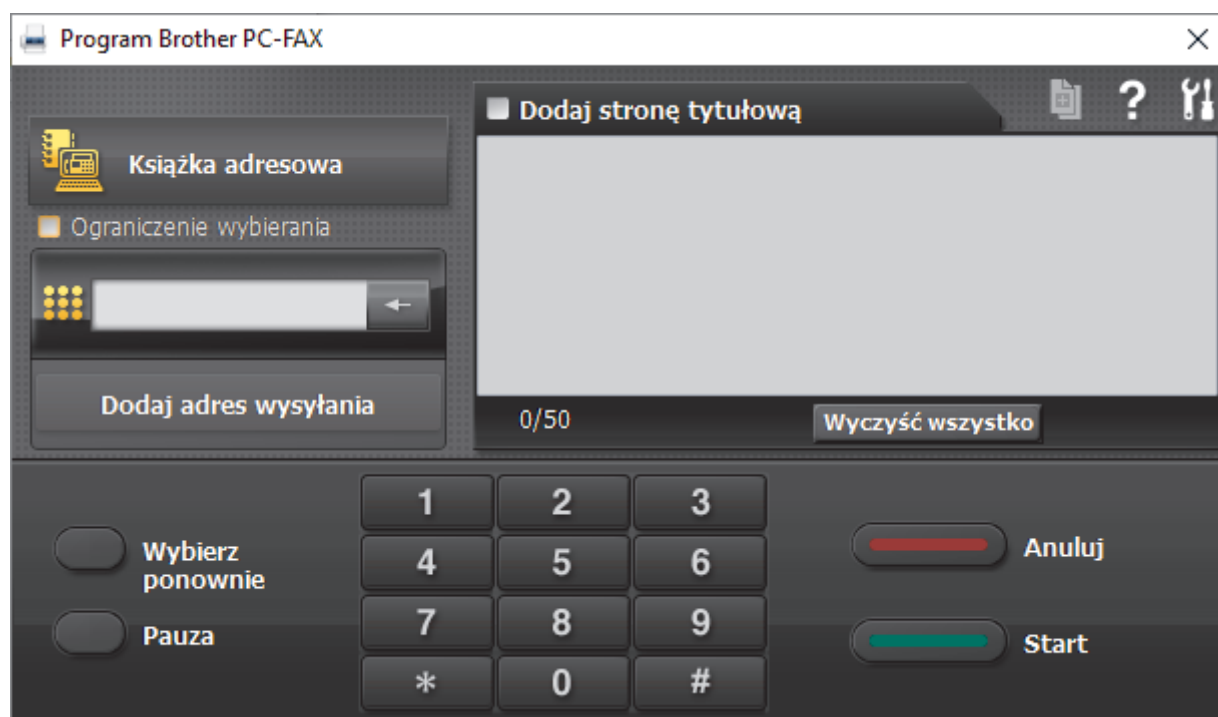 Program Brother PC-FAX
Książka adresowa
Ograniczenie wybierania
Dodaj adres wysyłania
Dodaj stronę tytułową
?
0/50
Wyczyść wszystko
Wybierz
ponownie
Pauza
1 2 3
4 5 6
7 8 9
* 0 #
Anuluj
Start